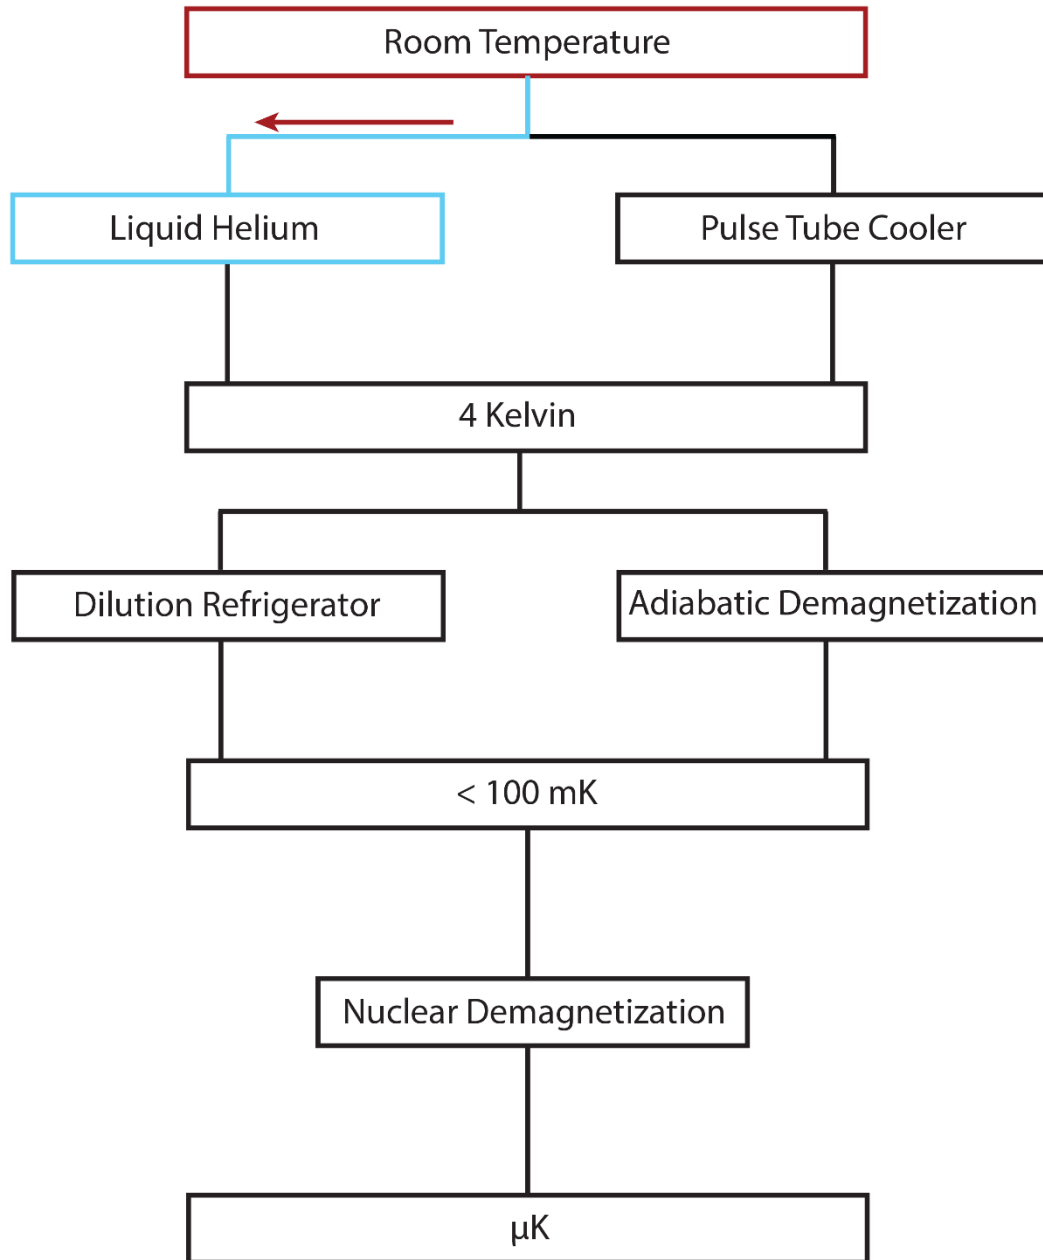 Room Temperature
Liquid Helium
Pulse Tube Cooler
4 Kelvin
Dilution Refrigerator
Adiabatic Demagnetization
< 100 mK
Nuclear Demagnetization
μK